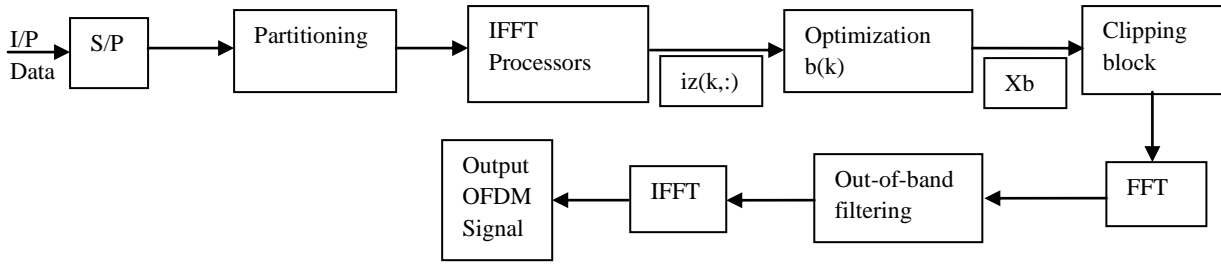 I/P
Data
S/P
Partitioning
IFFT
Processors
iz(k,:)
Optimization
b(k)
Xb
Clipping
block
FFT
Out-of-band
filtering
IFFT
Output
OFDM
Signal